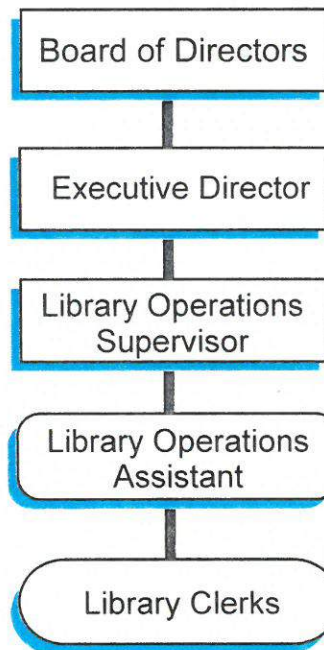 Board of Directors
Executive Director
Library Operations
Supervisor
Library Operations
Assistant
Library Clerks